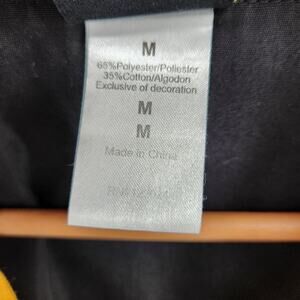 M
65%Polyester/Poliester
35%Cotton/Algodon
Exclusive of decoration
M
M
Made in China